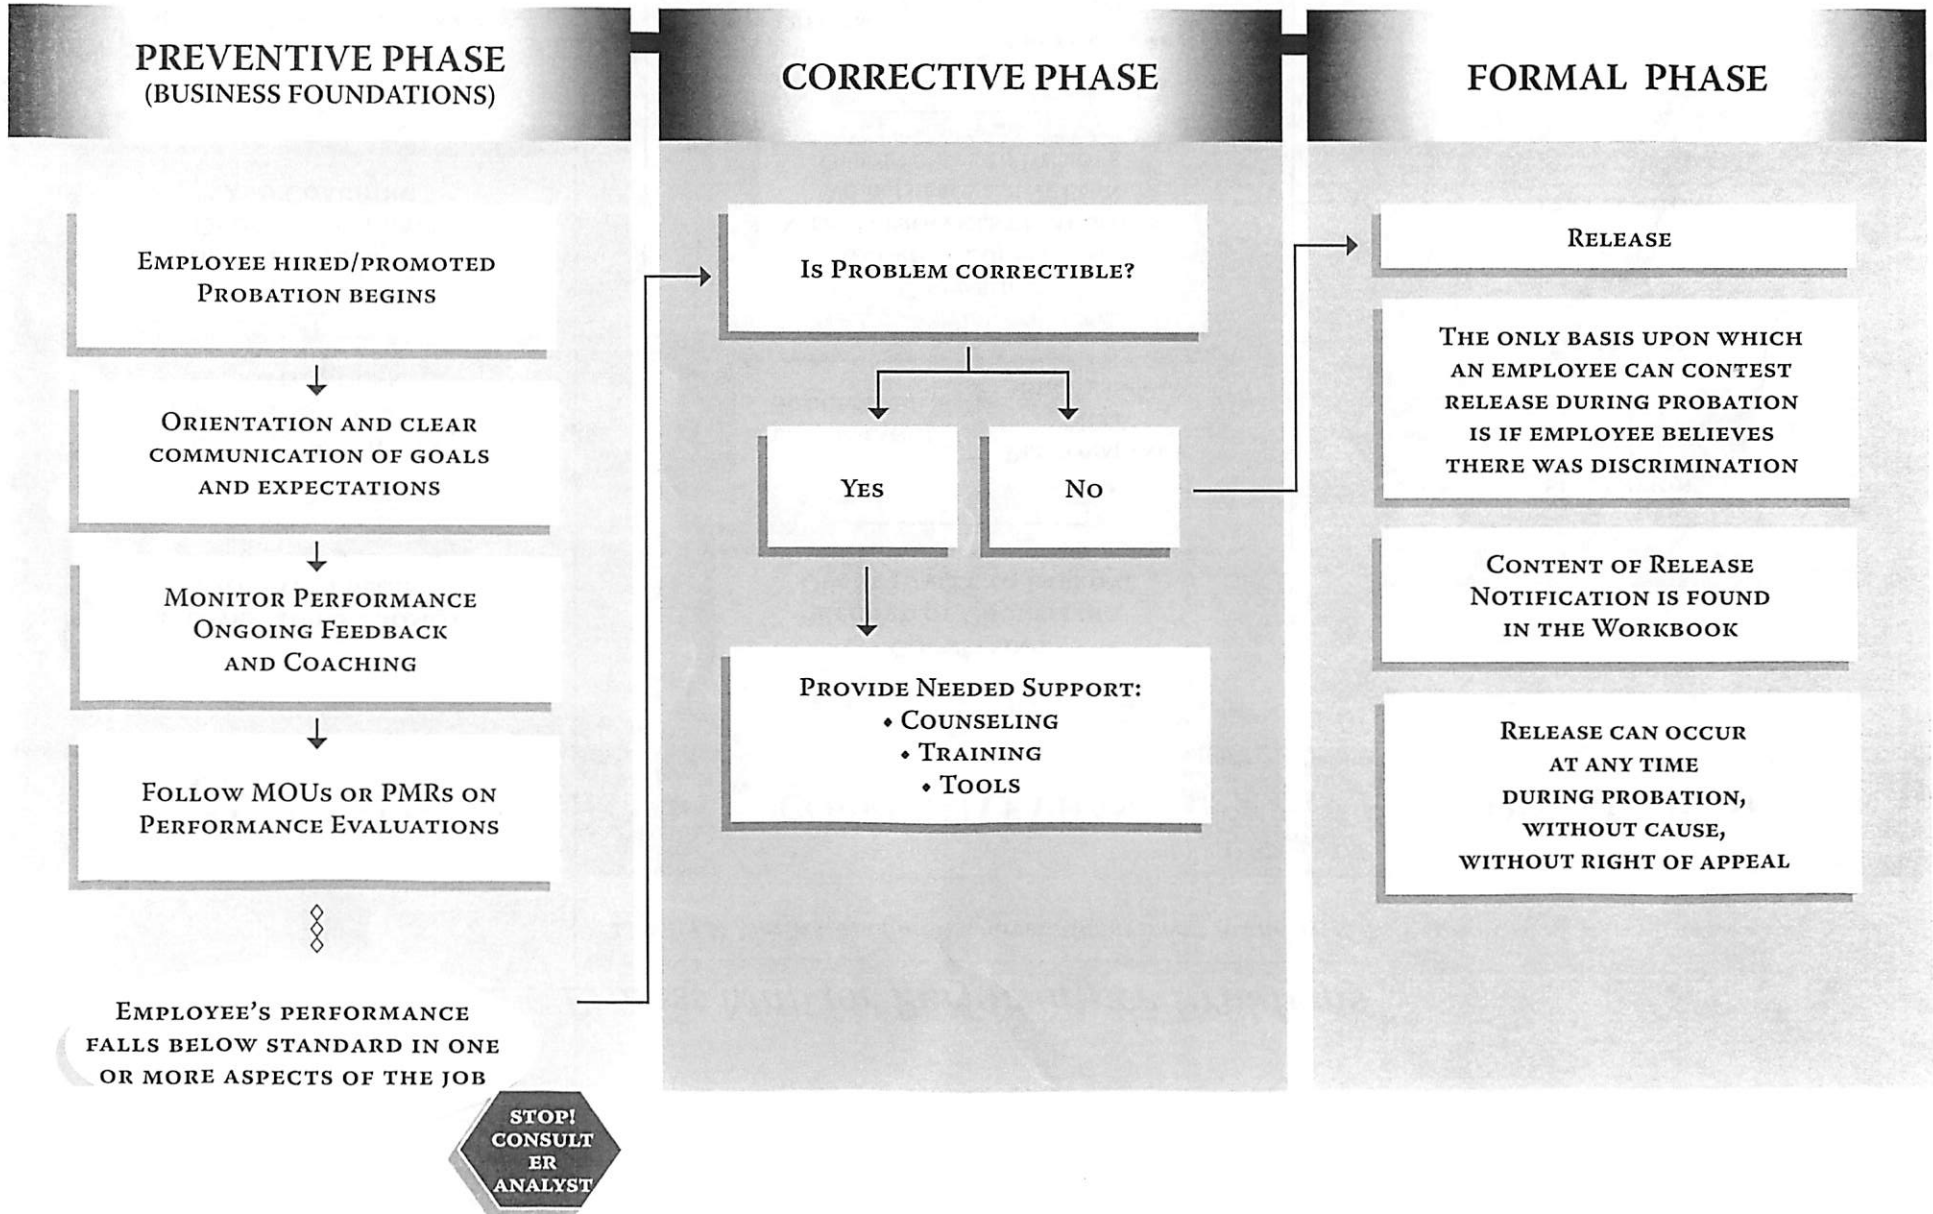 PREVENTIVE PHASE
(BUSINESS FOUNDATIONS)
EMPLOYEE HIRED/PROMOTED
PROBATION BEGINS
ORIENTATION AND CLEAR
COMMUNICATION OF GOALS
AND EXPECTATIONS
MONITOR PERFORMANCE
ONGOING FEEDBACK
AND COACHING
FOLLOW MOUS OR PMRS ON
PERFORMANCE EVALUATIONS
EMPLOYEE'S PERFORMANCE
FALLS BELOW STANDARD IN ONE
OR MORE ASPECTS OF THE JOB
STOP!
CONSULT
ER
ANALYST
CORRECTIVE PHASE
IS PROBLEM CORRECTIBLE?
YES
NO
PROVIDE NEEDED SUPPORT:
• COUNSELING
• TRAINING
• TOOLS
FORMAL PHASE
RELEASE
THE ONLY BASIS UPON WHICH
AN EMPLOYEE CAN CONTEST
RELEASE DURING PROBATION
IS IF EMPLOYEE BELIEVES
THERE WAS DISCRIMINATION
CONTENT OF RELEASE
NOTIFICATION IS FOUND
IN THE WORKBOOK
RELEASE CAN OCCUR
AT ANY TIME
DURING PROBATION,
WITHOUT CAUSE,
WITHOUT RIGHT OF APPEAL